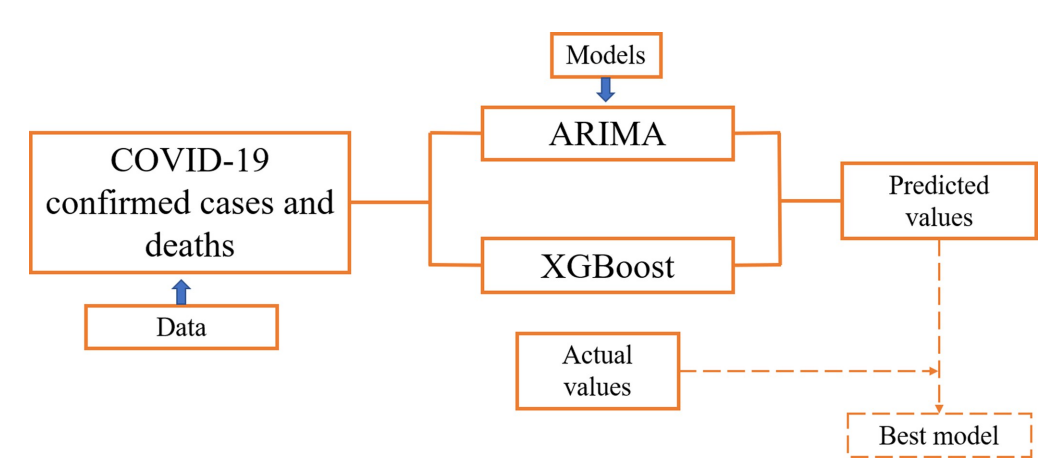 Models
ARIMA
COVID-19
confirmed cases and
deaths
Predicted
values
XGBoost
Data
Actual
values
Best model